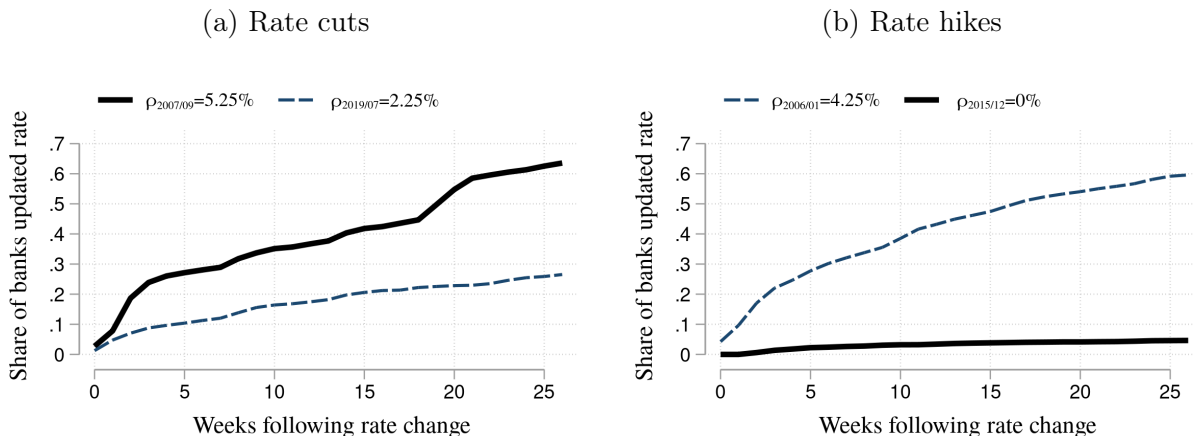 (a) Rate cuts
ρ2007/09=5.25% ρ2019/07=2.25%
Share of banks updated rate
.7
.6
.5
.4
.3
.2
.1
0
0 5 10 15 20 25
Weeks following rate change
(b) Rate hikes
ρ2006/01=4.25% ρ2015/12=0%
Share of banks updated rate
.7
.6
.5
.4
.3
.2
.1
0
0 5 10 15 20 25
Weeks following rate change